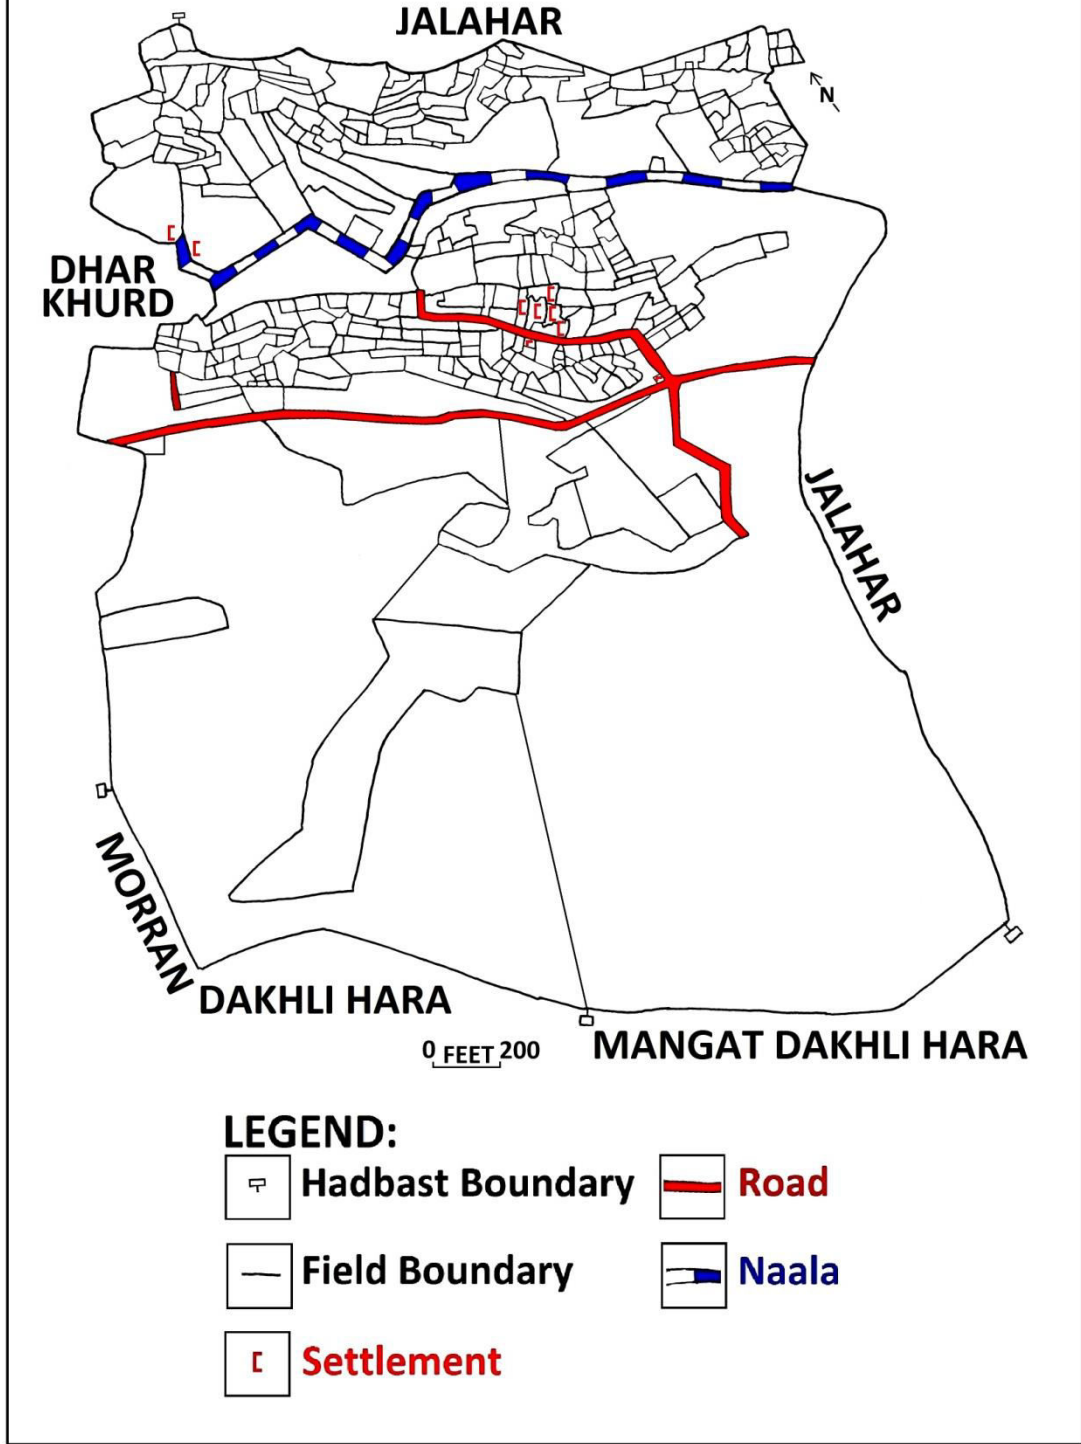 JALAHAR
N
DHAR
KHURD
JALAHAR
MORRAN
DAKHLI HARA
0 FEET 200
MANGAT DAKHLI HARA
LEGEND:
Hadbast Boundary
Road
Field Boundary
Naala
Settlement